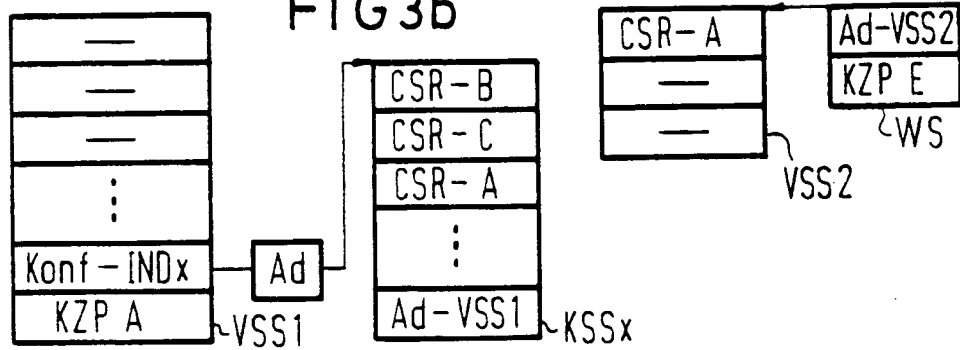 FIG 3b
—
—
—
⋮
Konf-INDx
KZP A
VSS1
Ad
CSR-B
CSR-C
CSR-A
⋮
Ad-VSS1
KSSx
CSR-A
—
—
VSS2
Ad-VSS2
KZP E
WS